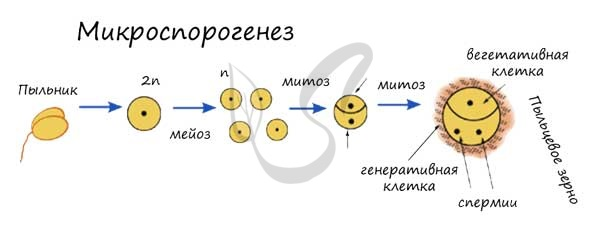 Микроспорогенез
Пыльник
2n
мейоз
n
митоз
митоз
вегетативная
клетка
Пыльцевое зерно
генеративная
клетка
спермии